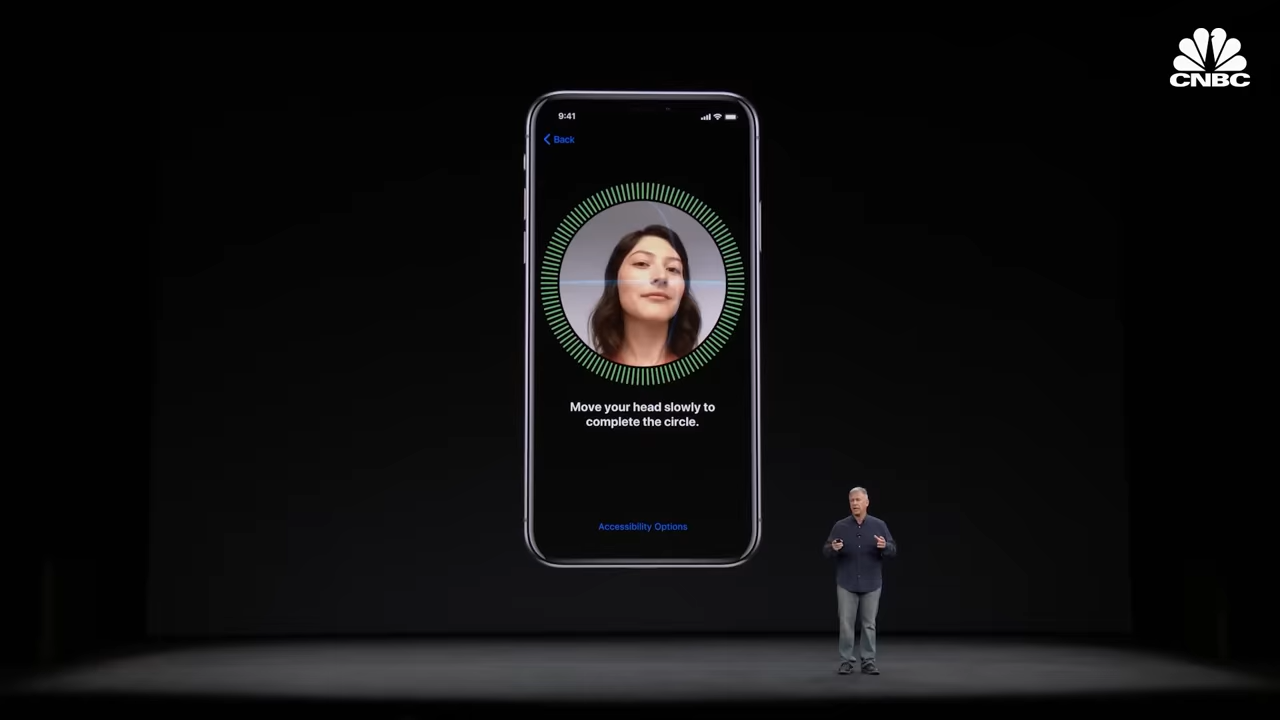 CNBC
9:41
Back
Move your head slowly to
complete the circle.
Accessibility Options